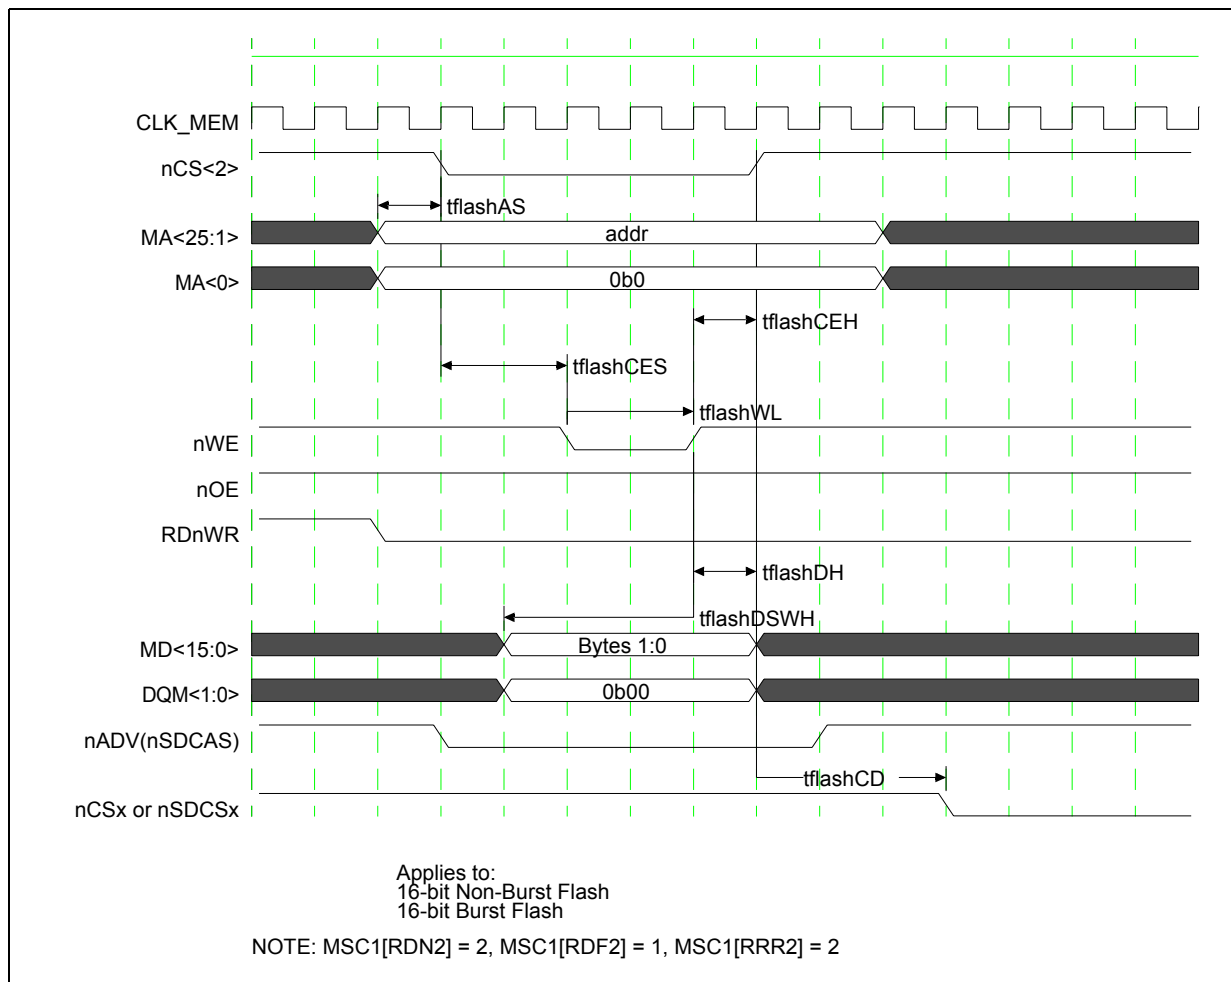 CLK_MEM
nCS<2>
tflashAS
MA<25:1>
addr
MA<0>
0b0
tflashCEH
tflashCES
tflashWL
nWE
nOE
RDnWR
tflashDH
tflashDSWH
MD<15:0>
Bytes 1:0
DQM<1:0>
0b00
nADV(nSDCAS)
tflashCD
nCSx or nSDCSx
Applies to:
16-bit Non-Burst Flash
16-bit Burst Flash
NOTE: MSC1[RDN2] = 2, MSC1[RDF2] = 1, MSC1[RRR2] = 2